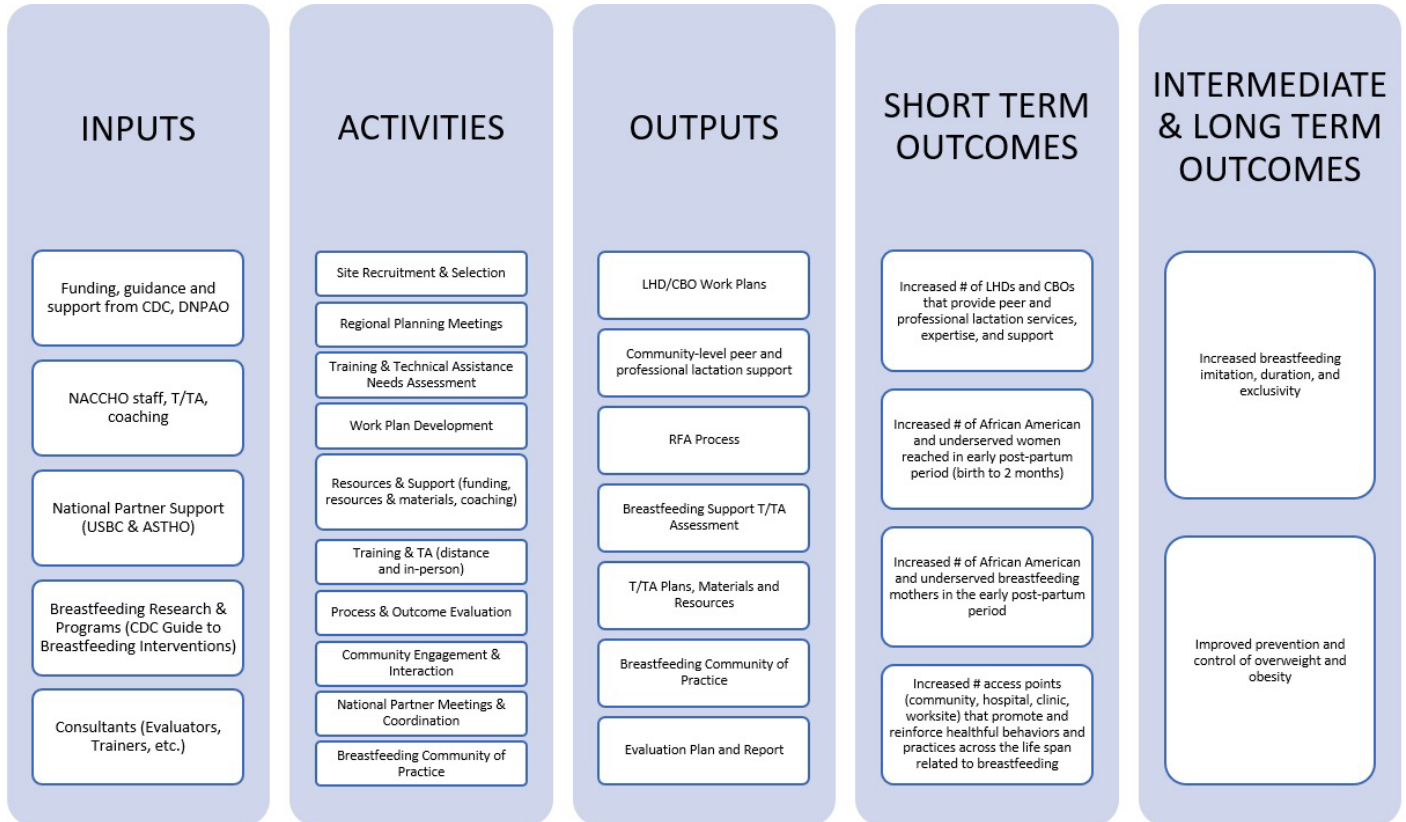 INPUTS
Funding, guidance and
support from CDC, DNPAO
NACCHO staff, T/TA,
coaching
National Partner Support
(USBC & ASTHO)
Breastfeeding Research &
Programs (CDC Guide to
Breastfeeding Interventions)
Consultants (Evaluators,
Trainers, etc.)
ACTIVITIES
Site Recruitment & Selection
Regional Planning Meetings
Training & Technical Assistance
Needs Assessment
Work Plan Development
Resources & Support (funding,
resources & materials, coaching)
Training & TA (distance
and in-person)
Process & Outcome Evaluation
Community Engagement &
Interaction
National Partner Meetings &
Coordination
Breastfeeding Community of
Practice
OUTPUTS
LHD/CBO Work Plans
Community-level peer and
professional lactation support
RFA Process
Breastfeeding Support T/TA
Assessment
T/TA Plans, Materials and
Resources
Breastfeeding Community of
Practice
Evaluation Plan and Report
SHORT TERM
OUTCOMES
Increased # of LHDs and CBOs
that provide peer and
professional lactation services,
expertise, and support
Increased # of African American
and underserved women
reached in early post-partum
period (birth to 2 months)
Increased # of African American
and underserved breastfeeding
mothers in the early post-partum
period
Increased # access points
(community, hospital, clinic,
worksite) that promote and
reinforce healthful behaviors and
practices across the life span
related to breastfeeding
INTERMEDIATE
& LONG TERM
OUTCOMES
Increased breastfeeding
imitation, duration, and
exclusivity
Improved prevention and
control of overweight and
obesity